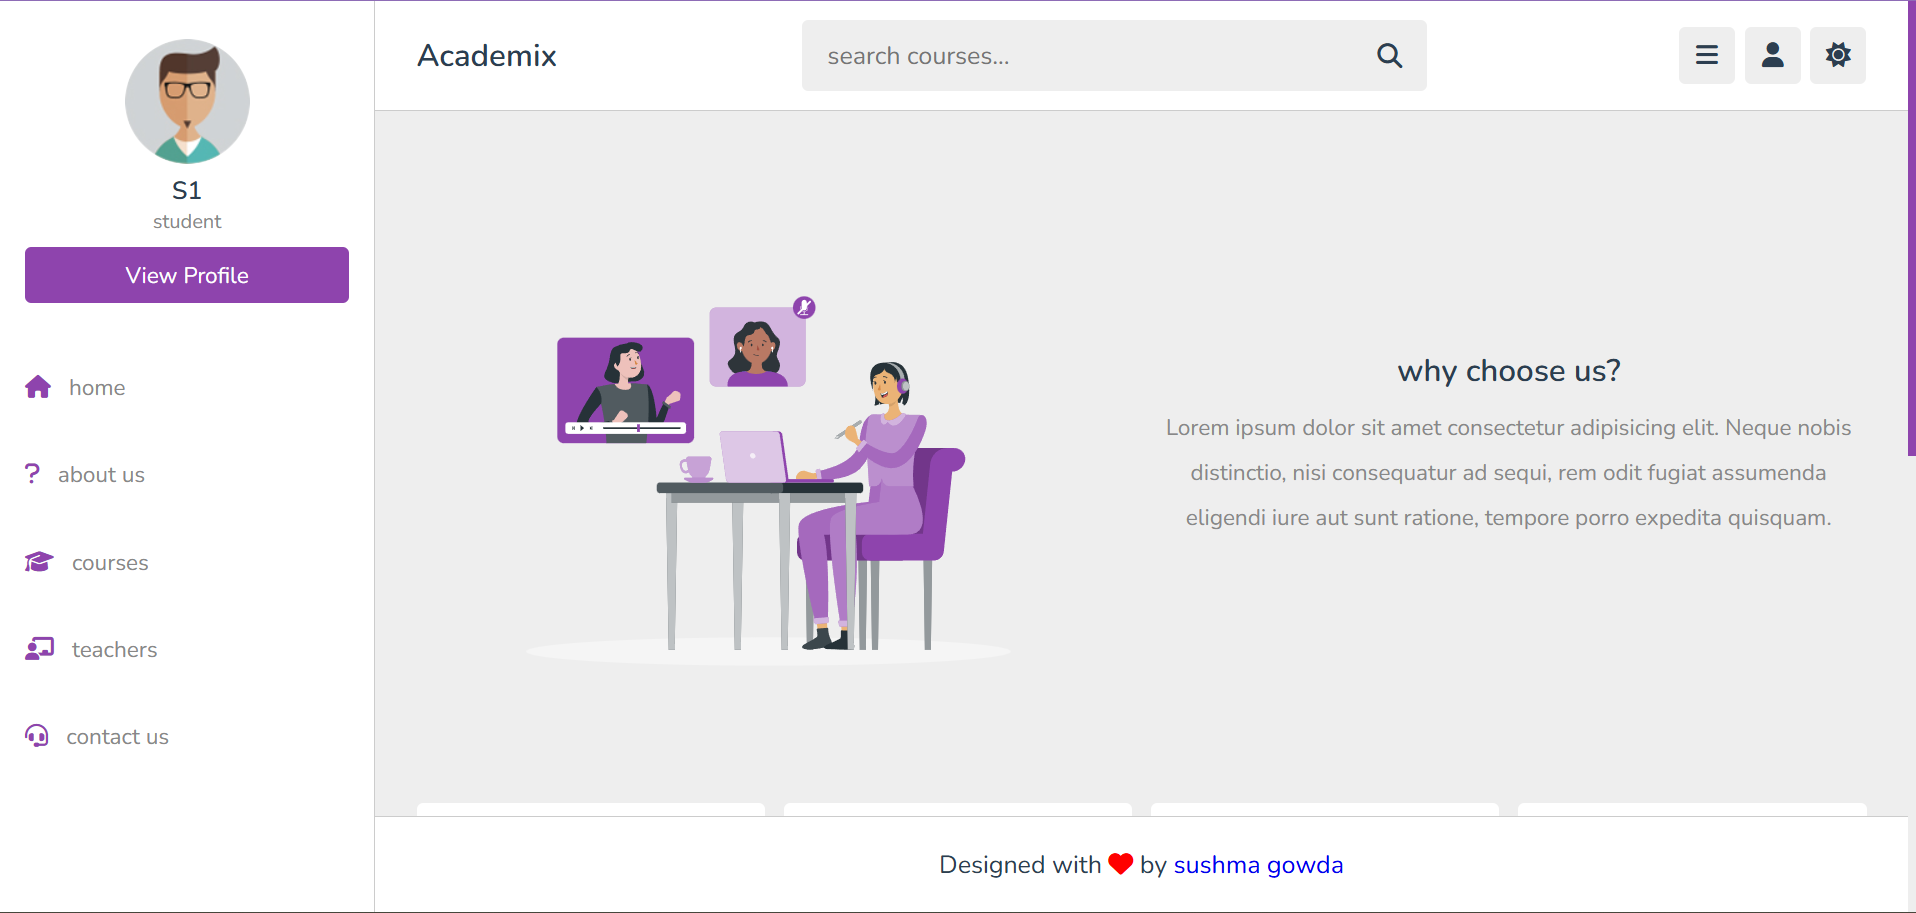 S1
student
View Profile
home
about us
courses
teachers
contact us
Academix
search courses...
why choose us?
Lorem ipsum dolor sit amet consectetur adipisicing elit. Neque nobis
distinctio, nisi consequatur ad sequi, rem odit fugiat assumenda
eligendi iure aut sunt ratione, tempore porro expedita quisquam.
Designed with ❤ by sushma gowda